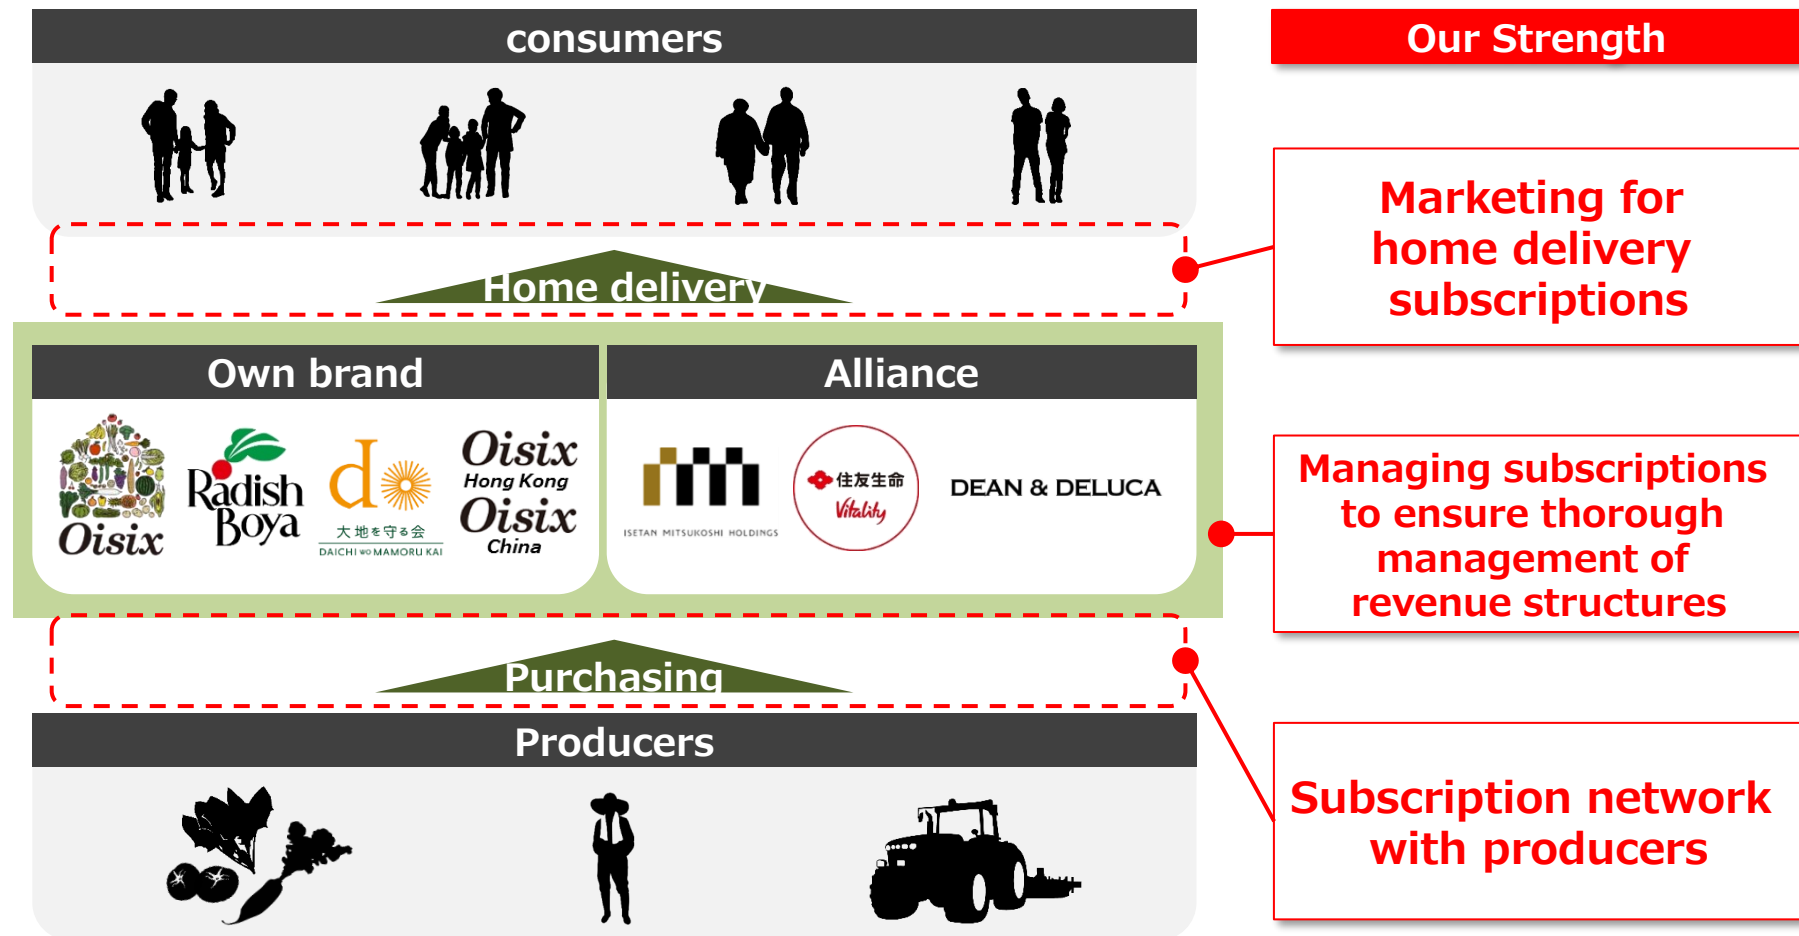 consumers
Our Strength
Marketing for
home delivery
subscriptions
Home delivery
Own brand
Alliance
Oisix
Radish
Boya
do
大地を守る会
DAICHI WO MAMORU KAI
Oisix
Hong Kong
Oisix
China
ISETAN MITSUKOSHI HOLDINGS
住友生命
Vitality
DEAN & DELUCA
Managing subscriptions
to ensure thorough
management of
revenue structures
Purchasing
Producers
Subscription network
with producers